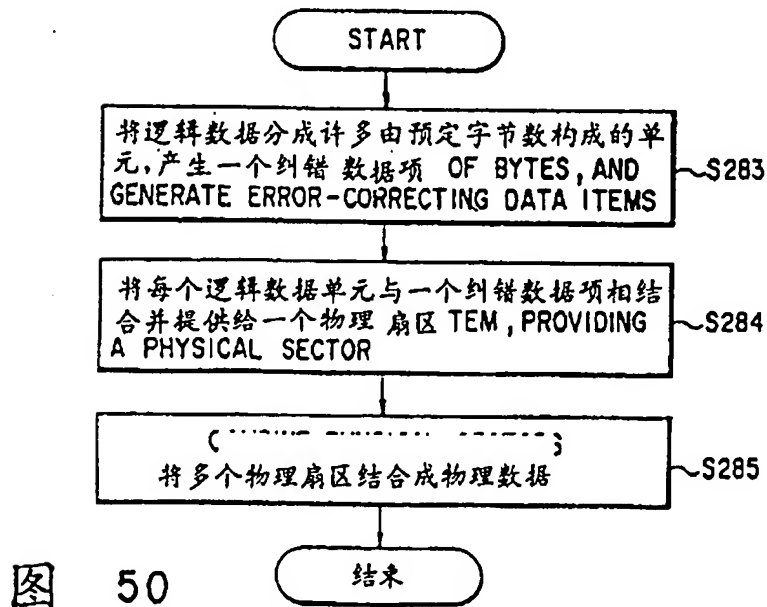 START
将逻辑数据分成许多由预定字节数构成的单
元,产生一个纠错数据项 OF BYTES, AND
GENERATE ERROR-CORRECTING DATA ITEMS
~S283
将每个逻辑数据单元与一个纠错数据项相结
合并提供给一个物理扇区 TEM, PROVIDING
A PHYSICAL SECTOR
~S284
将多个物理扇区结合成物理数据
~S285
结束
图 50